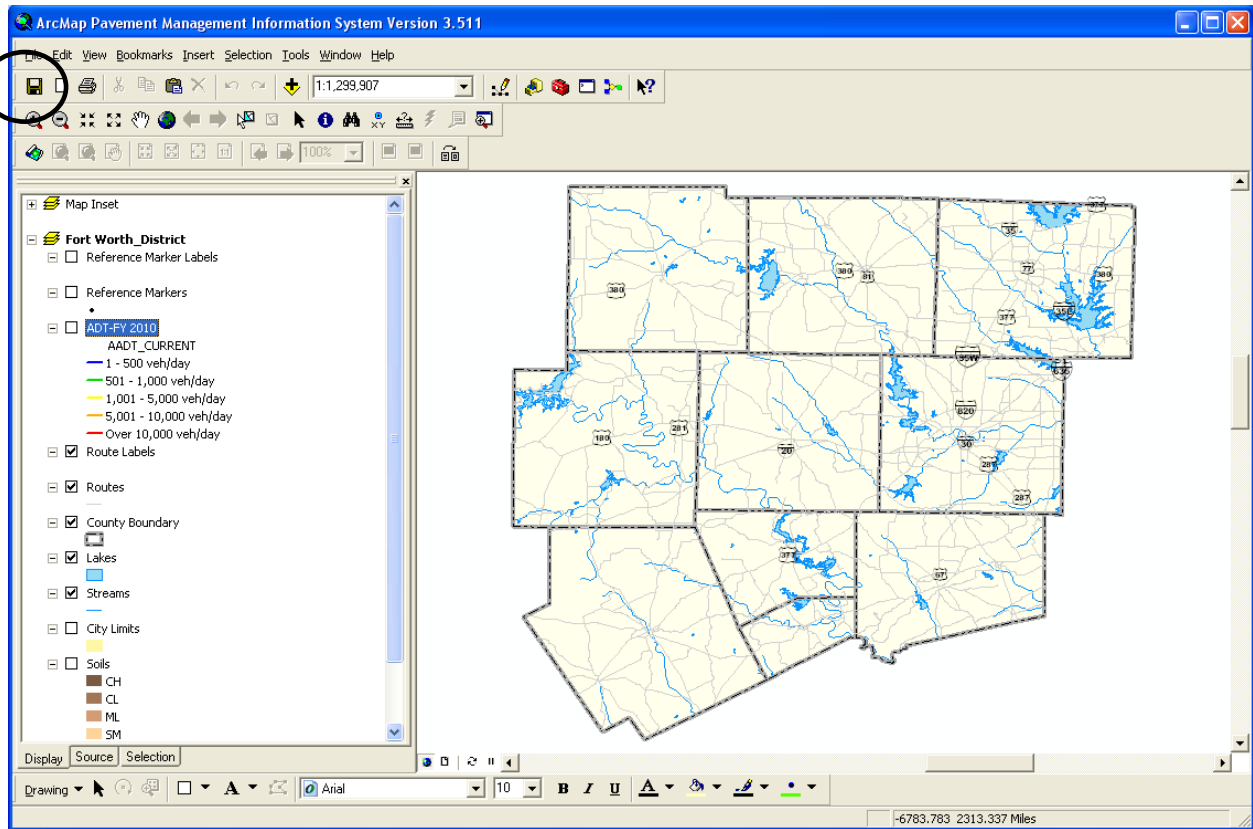 ArcMap Pavement Management Information System Version 3.511
File Edit View Bookmarks Insert Selection Tools Window Help
1:1,299,907
100%
Map Inset
Fort Worth_District
Reference Marker Labels
Reference Markers
ADT-FY 2010
AADT_CURRENT
1 - 500 veh/day
501 - 1,000 veh/day
1,001 - 5,000 veh/day
5,001 - 10,000 veh/day
Over 10,000 veh/day
Route Labels
Routes
County Boundary
Lakes
Streams
City Limits
Soils
CH
CL
ML
SM
Display Source Selection
377
35
380 81
77
380
380
35E
377
35W
635
281
180
820
20
30
287
287
377
67
Drawing A Arial 10 B I U A
-6783.783 2313.337 Miles